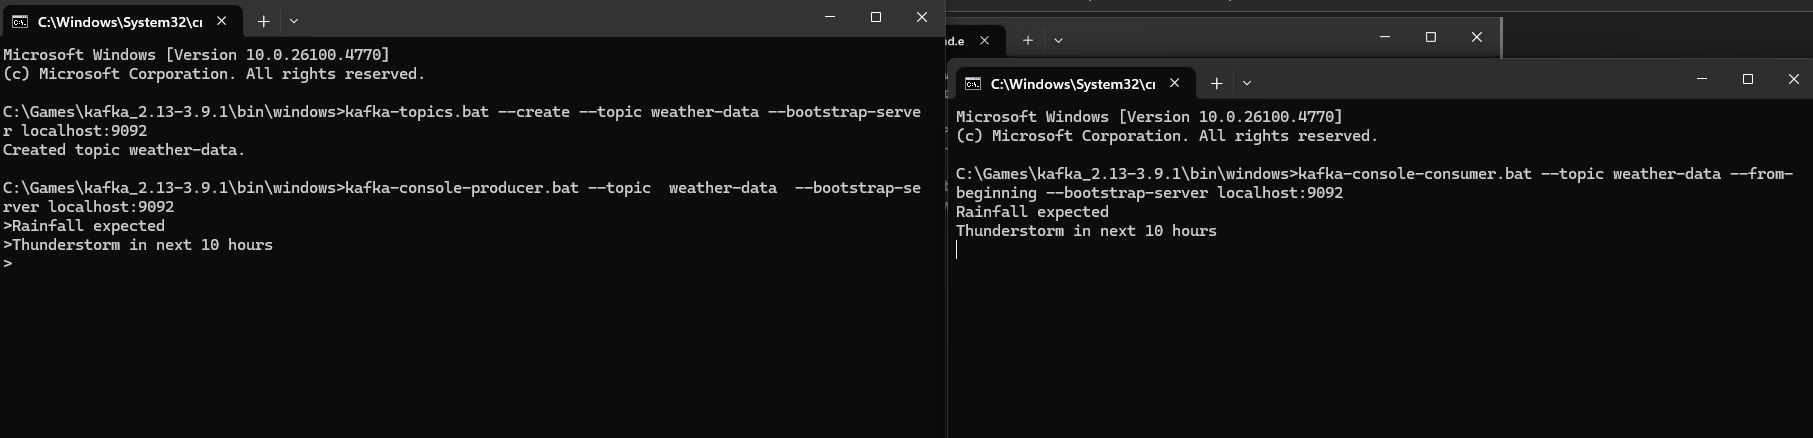 C:\Windows\System32\cı
Microsoft Windows [Version 10.0.26100.4770]
(c) Microsoft Corporation. All rights reserved.
C:\Games\kafka_2.13-3.9.1\bin\windows>kafka-topics.bat --create --topic weather-data --bootstrap-serve
r localhost:9092
Created topic weather-data.
C:\Games\kafka_2.13-3.9.1\bin\windows>kafka-console-producer.bat --topic  weather-data  --bootstrap-se
rver localhost:9092
>Rainfall expected
>Thunderstorm in next 10 hours
>
nd.e
C:\Windows\System32\cı
Microsoft Windows [Version 10.0.26100.4770]
(c) Microsoft Corporation. All rights reserved.
C:\Games\kafka_2.13-3.9.1\bin\windows>kafka-console-consumer.bat --topic weather-data --from-
beginning --bootstrap-server localhost:9092
Rainfall expected
Thunderstorm in next 10 hours